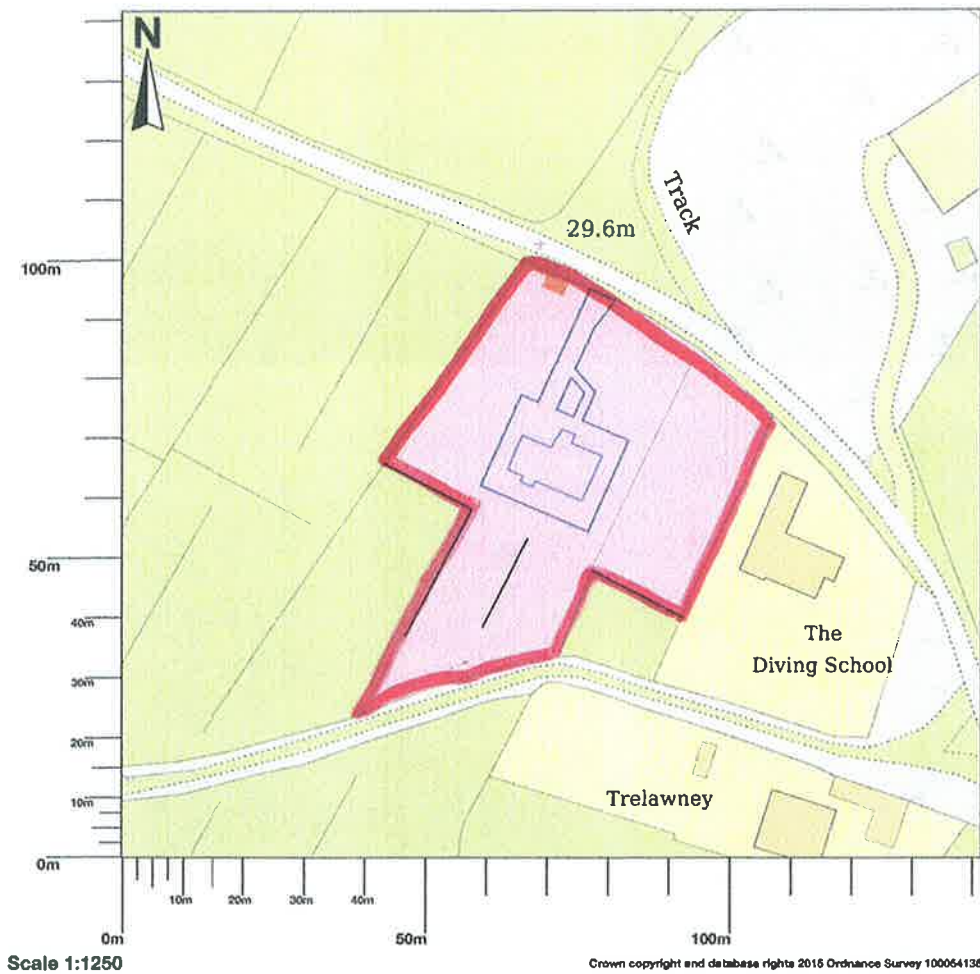 N
Track
29.6m
100m
50m
40m
The
Diving School
30m
20m
Trelawney
10m
0m
10m 20m 30m 40m
0m 50m 100m
Scale 1:1250
Crown copyright and database rights 2015 Ordnance Survey